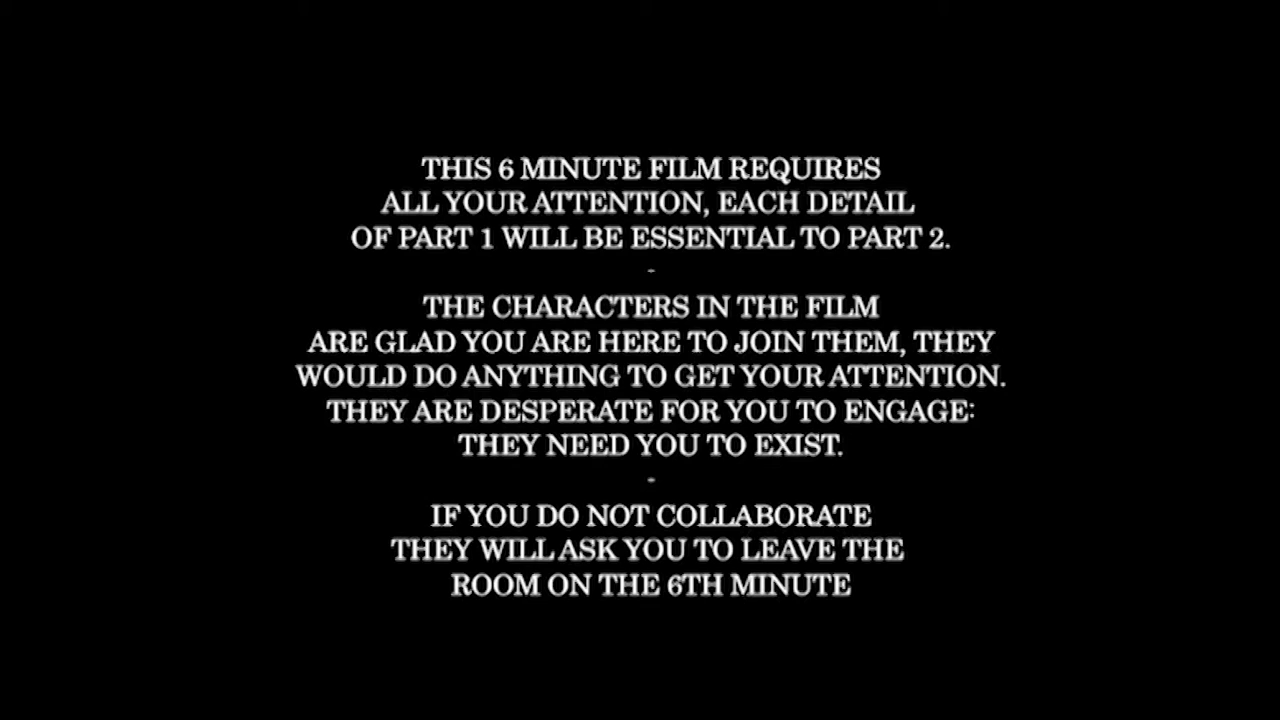 THIS 6 MINUTE FILM REQUIRES
ALL YOUR ATTENTION, EACH DETAIL
OF PART 1 WILL BE ESSENTIAL TO PART 2.
-
THE CHARACTERS IN THE FILM
ARE GLAD YOU ARE HERE TO JOIN THEM, THEY
WOULD DO ANYTHING TO GET YOUR ATTENTION.
THEY ARE DESPERATE FOR YOU TO ENGAGE:
THEY NEED YOU TO EXIST.
-
IF YOU DO NOT COLLABORATE
THEY WILL ASK YOU TO LEAVE THE
ROOM ON THE 6TH MINUTE